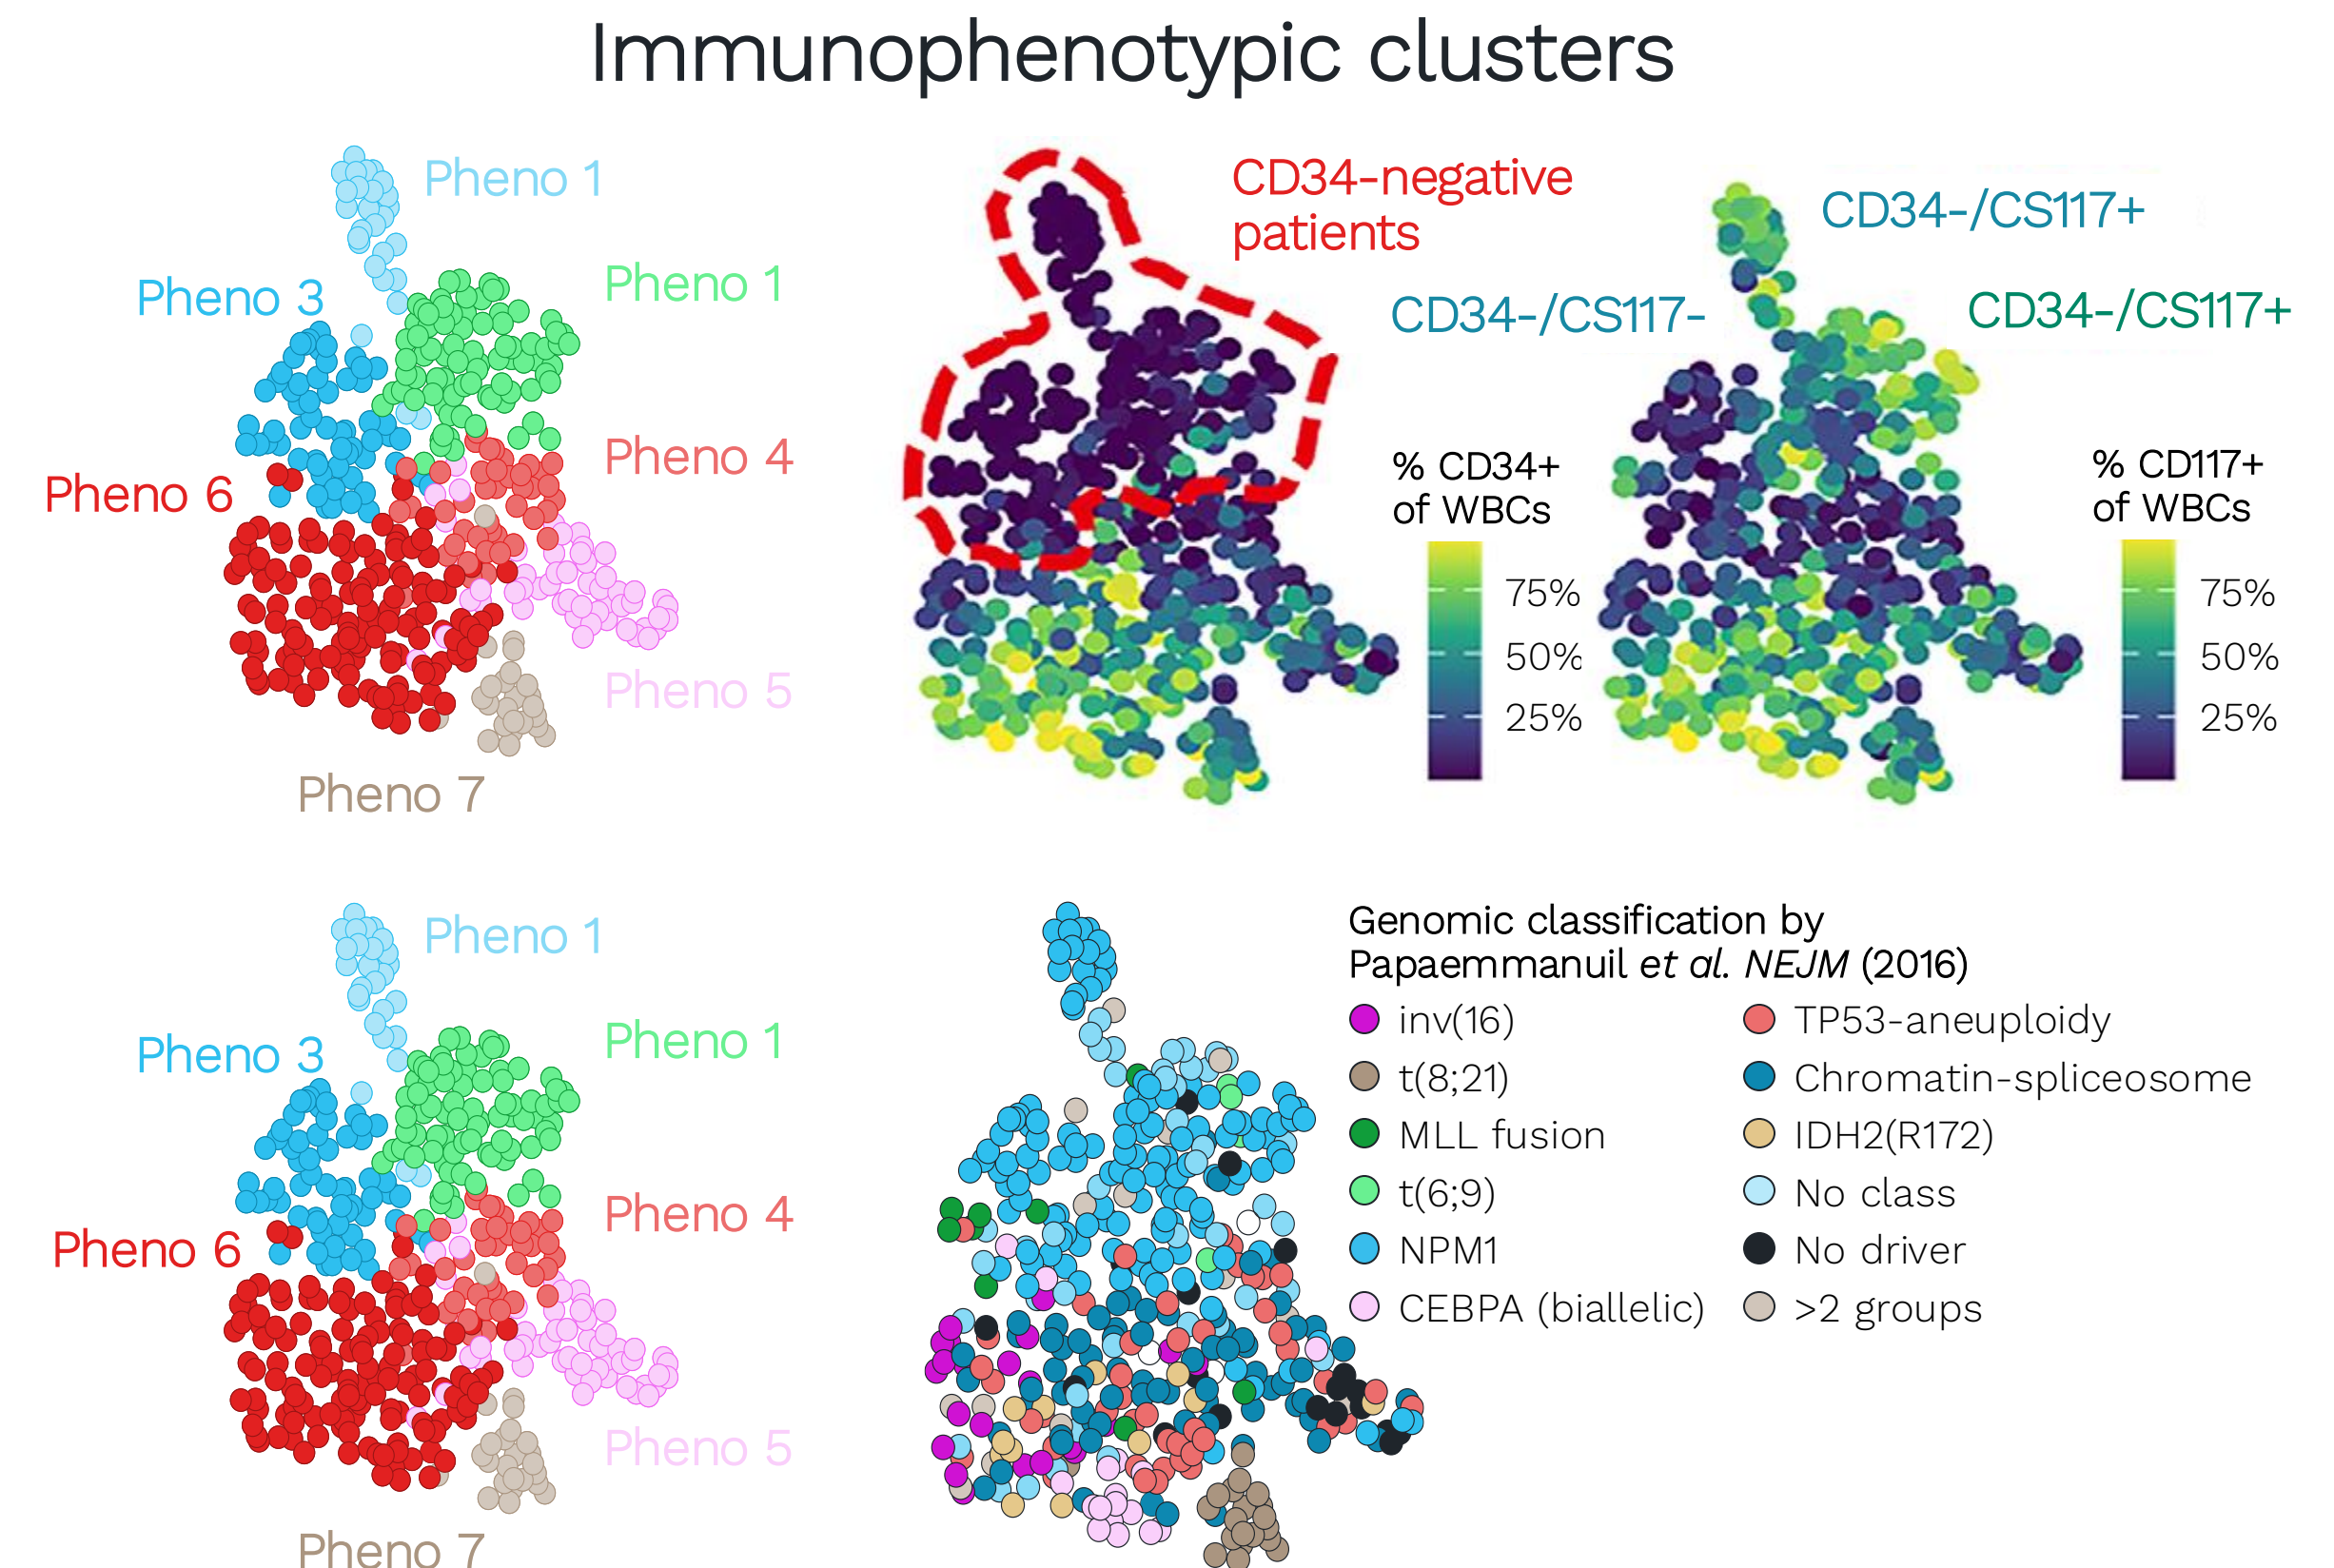 Immunophenotypic clusters
Pheno 1
Pheno 3
Pheno 1
Pheno 4
Pheno 6
Pheno 5
Pheno 7
CD34-negative
patients
CD34-/CS117-
% CD34+
of WBCs
75%
50%
25%
CD34-/CS117+
CD34-/CS117+
% CD117+
of WBCs
75%
50%
25%
Pheno 1
Pheno 3
Pheno 1
Pheno 4
Pheno 6
Pheno 5
Pheno 7
Genomic classification by
Papaemmanuil et al. NEJM (2016)
inv(16)
t(8;21)
MLL fusion
t(6;9)
NPM1
CEBPA (biallelic)
TP53-aneuploidy
Chromatin-spliceosome
IDH2(R172)
No class
No driver
>2 groups